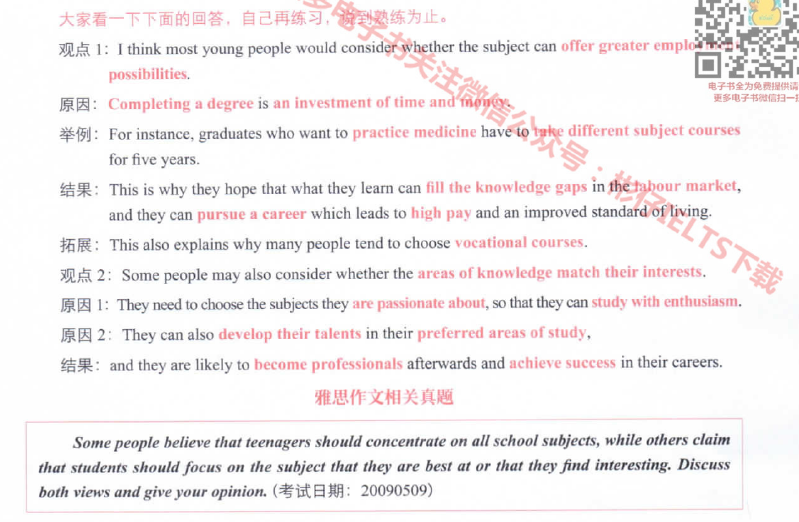 大家看一下下面的回答，自己再练习，说到熟练为止。
观点 1：I think most young people would consider whether the subject can offer greater employment
possibilities.
原因：Completing a degree is an investment of time and money.
举例：For instance, graduates who want to practice medicine have to take different subject courses
for five years.
结果：This is why they hope that what they learn can fill the knowledge gaps in the labour market,
and they can pursue a career which leads to high pay and an improved standard of living.
拓展：This also explains why many people tend to choose vocational courses.
观点 2：Some people may also consider whether the areas of knowledge match their interests.
原因 1：They need to choose the subjects they are passionate about, so that they can study with enthusiasm.
原因 2：They can also develop their talents in their preferred areas of study,
结果：and they are likely to become professionals afterwards and achieve success in their careers.
雅思作文相关真题
Some people believe that teenagers should concentrate on all school subjects, while others claim
that students should focus on the subject that they are best at or that they find interesting. Discuss
both views and give your opinion. (考试日期：20090509)
多电子书关注微信公众号：彬仔IELTS下载
电子书全为免费提供请
更多电子书微信扫一扫